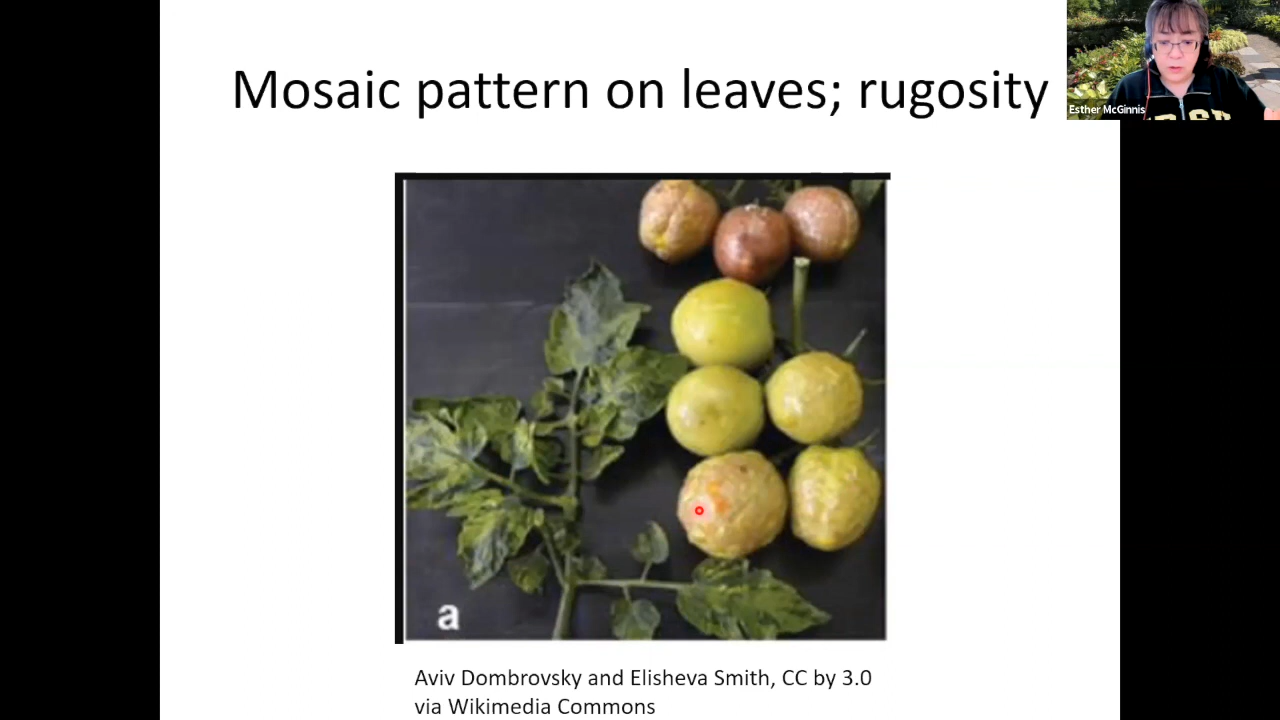 Mosaic pattern on leaves; rugosity
Esther McGinnis
a
Aviv Dombrovsky and Elisheva Smith, CC by 3.0
via Wikimedia Commons